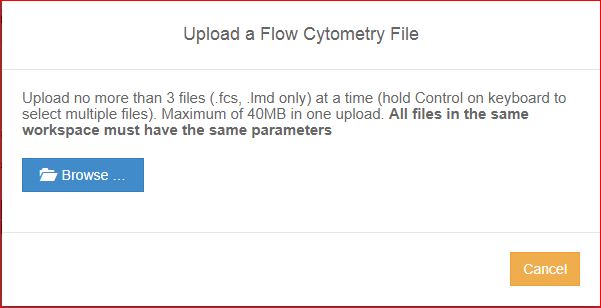 Upload a Flow Cytometry File
Upload no more than 3 files (.fcs, .lmd only) at a time (hold Control on keyboard to
select multiple files). Maximum of 40MB in one upload. All files in the same
workspace must have the same parameters
Browse ...
Cancel